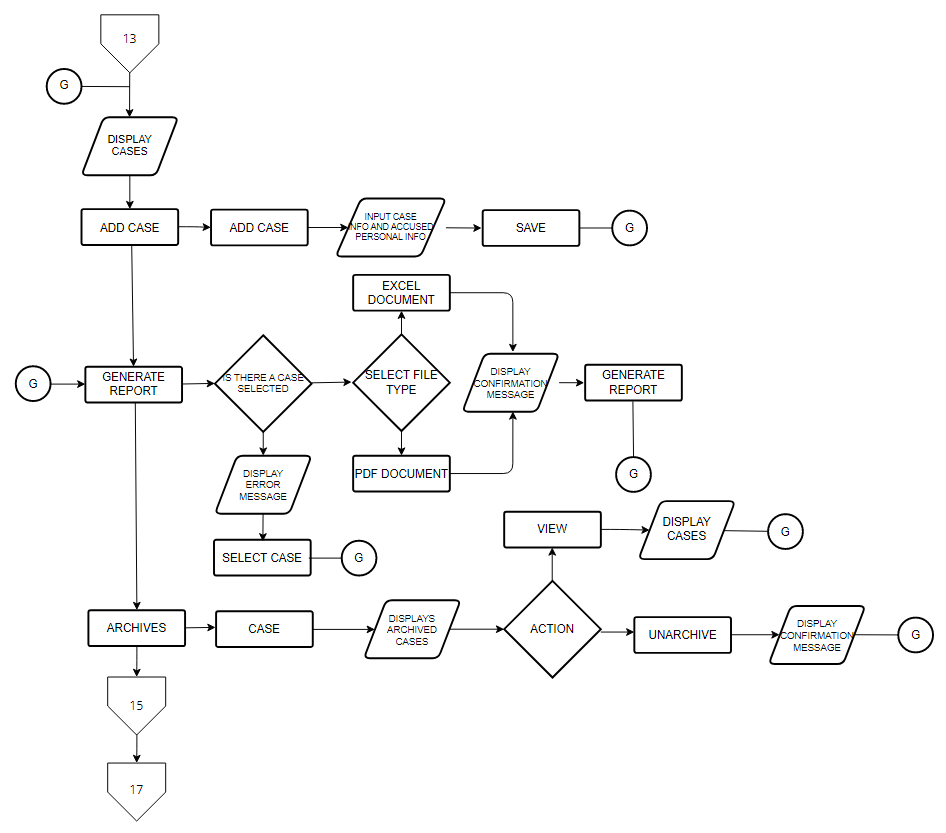 13
G
DISPLAY
CASES
ADD CASE
ADD CASE
INPUT CASE
INFO AND ACCUSED
PERSONAL INFO
SAVE
G
EXCEL
DOCUMENT
G
GENERATE
REPORT
IS THERE A CASE
SELECTED
SELECT FILE
TYPE
DISPLAY
CONFIRMATION
MESSAGE
GENERATE
REPORT
PDF DOCUMENT
G
DISPLAY
ERROR
MESSAGE
SELECT CASE
G
VIEW
DISPLAY
CASES
G
ARCHIVES
CASE
DISPLAYS
ARCHIVED
CASES
ACTION
UNARCHIVE
DISPLAY
CONFIRMATION
MESSAGE
G
15
17